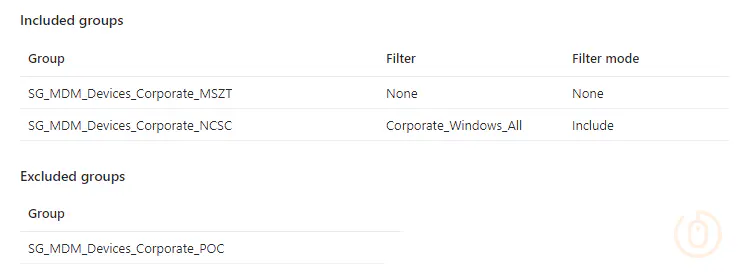 Included groups
Group Filter Filter mode
SG_MDM_Devices_Corporate_MSZT None None
SG_MDM_Devices_Corporate_NCSC Corporate_Windows_All Include
Excluded groups
Group
SG_MDM_Devices_Corporate_POC